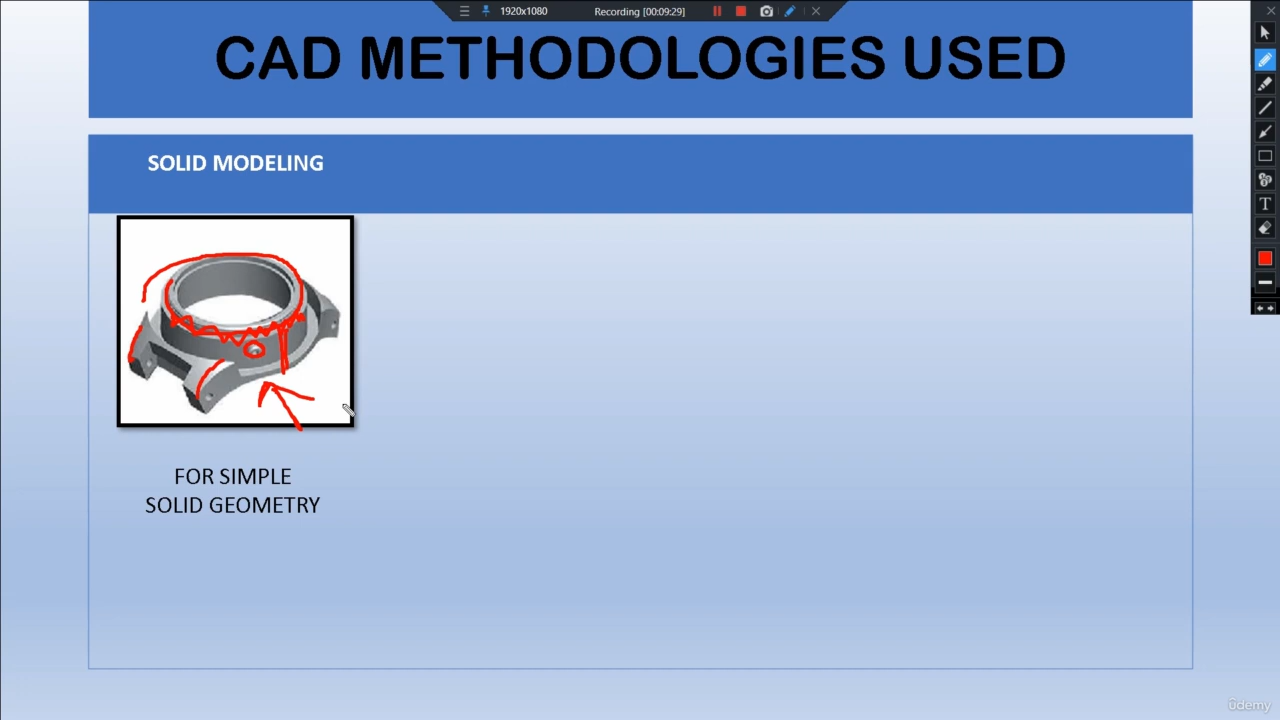 1920x1080
Recording [00:09:29]
CAD METHODOLOGIES USED
SOLID MODELING
FOR SIMPLE
SOLID GEOMETRY
T
ûdemy